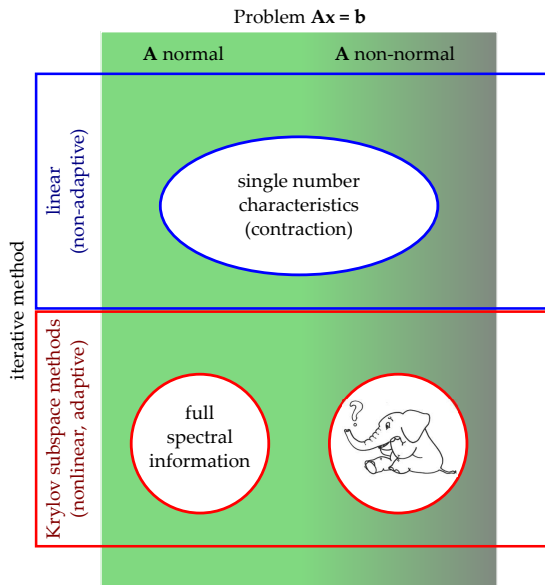 Problem Ax = b
A normal
A non-normal
iterative method
linear
(non-adaptive)
single number
characteristics
(contraction)
Krylov subspace methods
(nonlinear, adaptive)
full
spectral
information
?